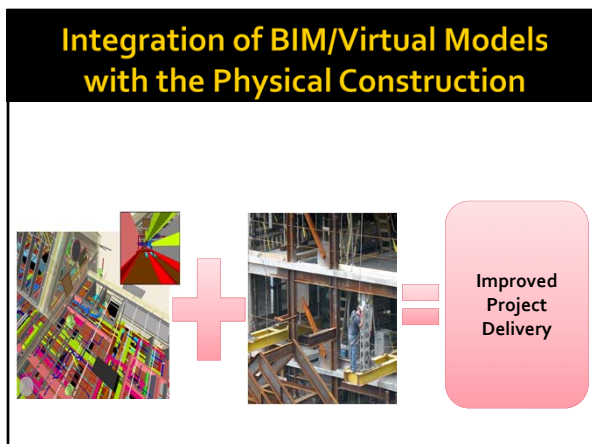 Integration of BIM/Virtual Models
with the Physical Construction
Improved
Project
Delivery